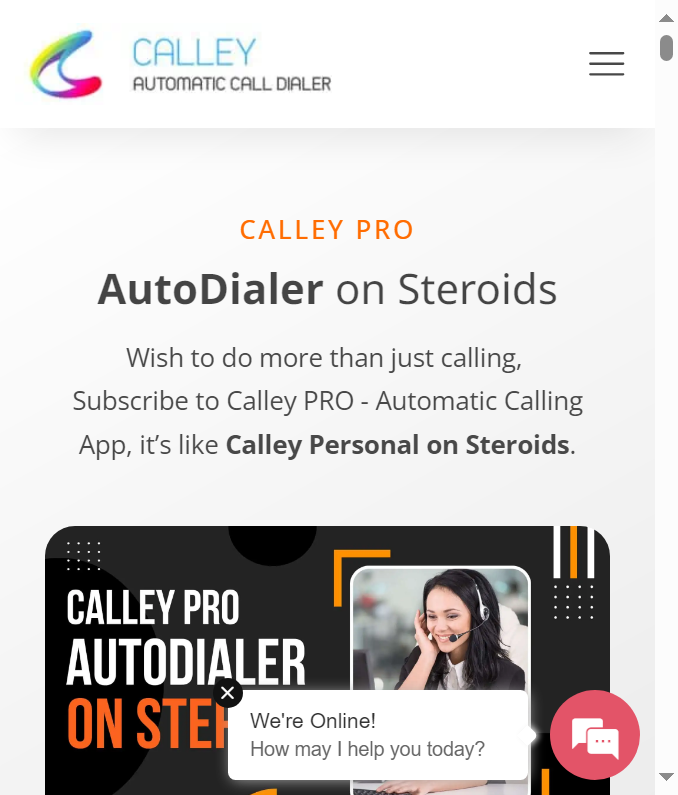 CALLEY
AUTOMATIC CALL DIALER
CALLEY PRO
AutoDialer on Steroids
Wish to do more than just calling,
Subscribe to Calley PRO - Automatic Calling
App, it’s like Calley Personal on Steroids.
CALLEY PRO
AUTODIALER
ON
We're Online!
How may I help you today?